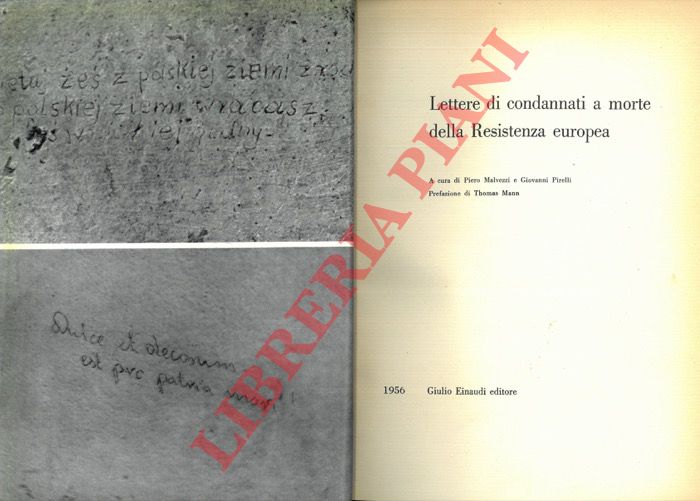 żeś z polskiej ziemi
polskiej ziemi wracasz
Dulce et decorum
est pro patria mori!
Lettere di condannati a morte
della Resistenza europea
A cura di Piero Malvezzi e Giovanni Pirelli
Prefazione di Thomas Mann
1956 Giulio Einaudi editore
LIBRERIA PIANI